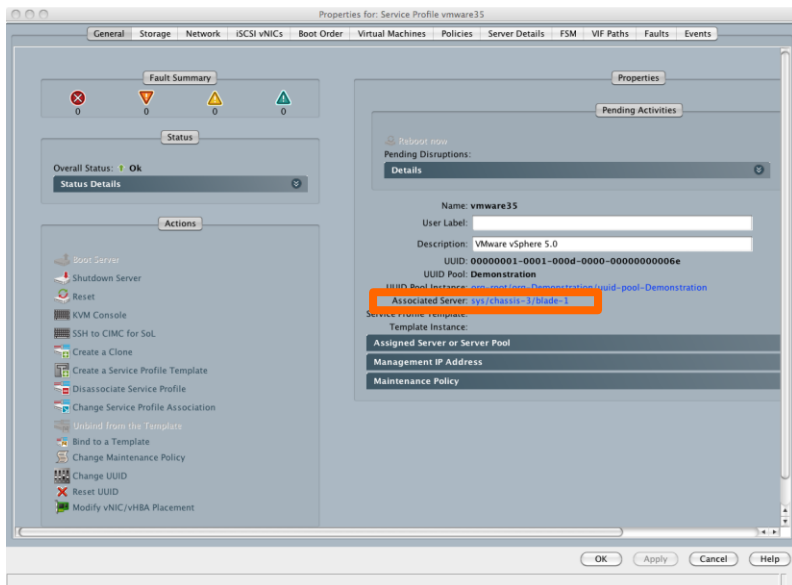 Properties for: Service Profile vmware35
General Storage Network iSCSI vNICs Boot Order Virtual Machines Policies Server Details FSM VIF Paths Faults Events
Fault Summary
0 0 0 0
Status
Overall Status: Ok
Status Details
Actions
Boot Server
Shutdown Server
Reset
KVM Console
SSH to CIMC for SoL
Create a Clone
Create a Service Profile Template
Disassociate Service Profile
Change Service Profile Association
Unbind from the Template
Bind to a Template
Change Maintenance Policy
Change UUID
Reset UUID
Modify vNIC/vHBA Placement
Properties
Pending Activities
Reboot now
Pending Disruptions:
Details
Name: vmware35
User Label:
Description: VMware vSphere 5.0
UUID: 00000001-0001-000d-0000-00000000006e
UUID Pool: Demonstration
UUID Pool Instance: org-root/org-Demonstration/uuid-pool-Demonstration
Associated Server: sys/chassis-3/blade-1
Service Profile Template:
Template Instance:
Assigned Server or Server Pool
Management IP Address
Maintenance Policy
OK Apply Cancel Help